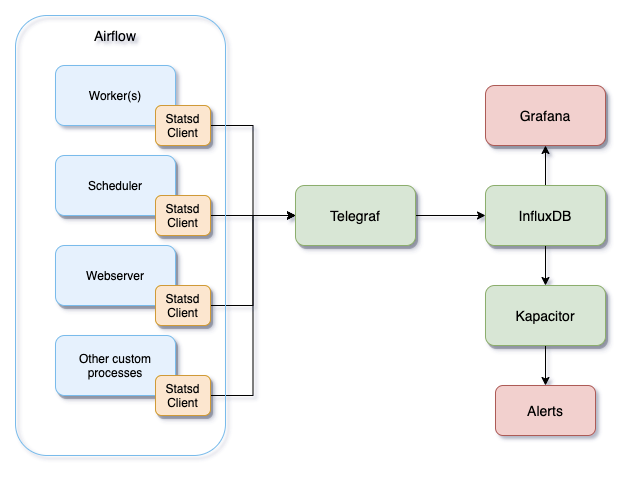 Airflow
Worker(s)
Statsd
Client
Scheduler
Statsd
Client
Webserver
Statsd
Client
Other custom
processes
Statsd
Client
Telegraf
Grafana
InfluxDB
Kapacitor
Alerts